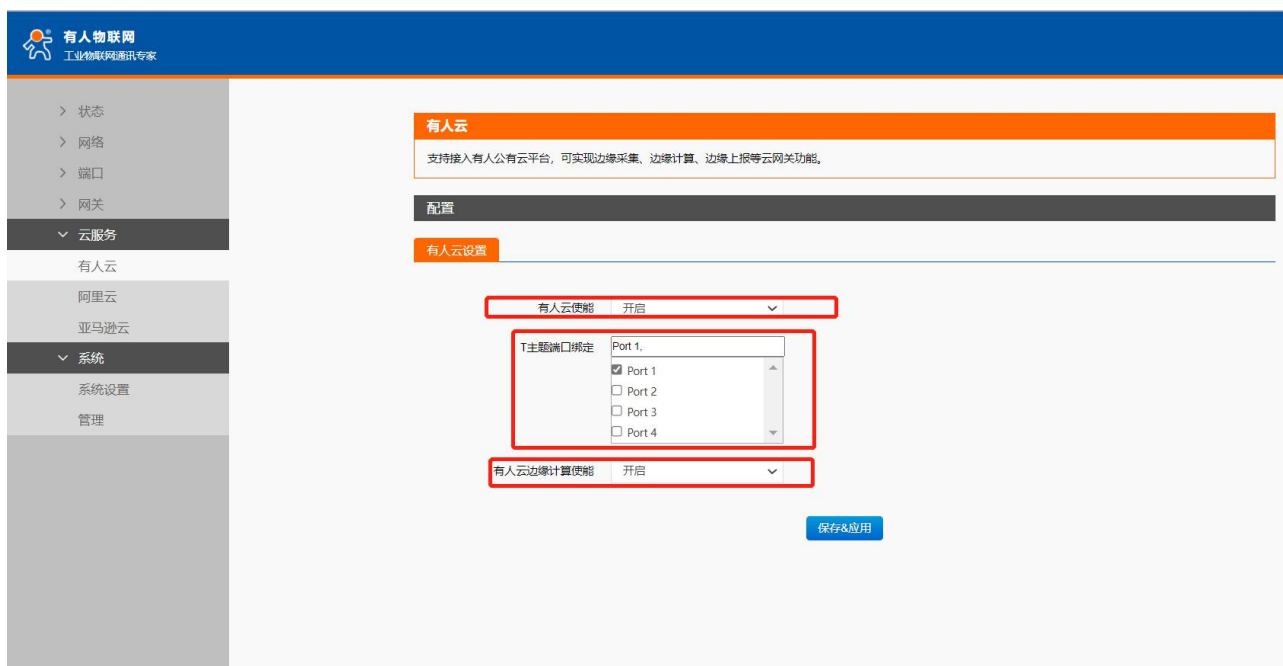 有人物联网
工业物联网通讯专家
状态
网络
端口
网关
云服务
有人云
阿里云
亚马逊云
系统
系统设置
管理
有人云
支持接入有人公有云平台，可实现边缘采集、边缘计算、边缘上报等云网关功能。
配置
有人云设置
有人云使能 开启
T主题端口绑定 Port 1,
Port 1
Port 2
Port 3
Port 4
有人云边缘计算使能 开启
保存&应用